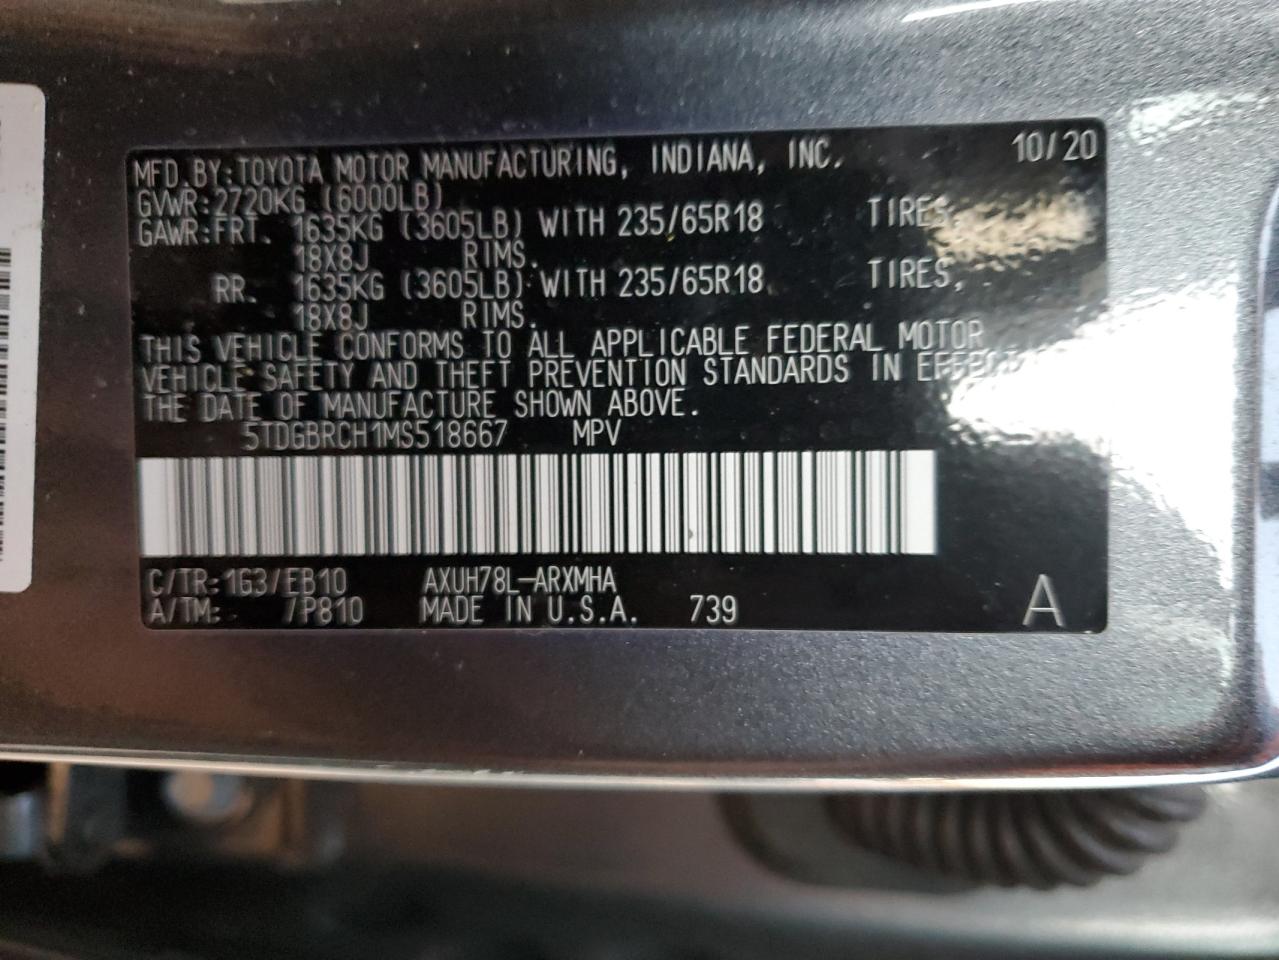 MFD.BY:TOYOTA MOTOR MANUFACTURING, INDIANA, INC. 10/20
GVWR:2720KG (6000LB)
GAWR:FRT. 1635KG (3605LB) WITH 235/65R18 TIRES,
18X8J RIMS.
RR. 1635KG (3605LB) WITH 235/65R18 TIRES,
18X8J RIMS.
THIS VEHICLE CONFORMS TO ALL APPLICABLE FEDERAL MOTOR
VEHICLE SAFETY AND THEFT PREVENTION STANDARDS IN
THE DATE OF MANUFACTURE SHOWN ABOVE.
5TDGBRCH1MS518667 MPV
C/TR:1G3/EB10 AXUH78L-ARXMHA
A/TM: /P810 MADE IN U.S.A. 739 A